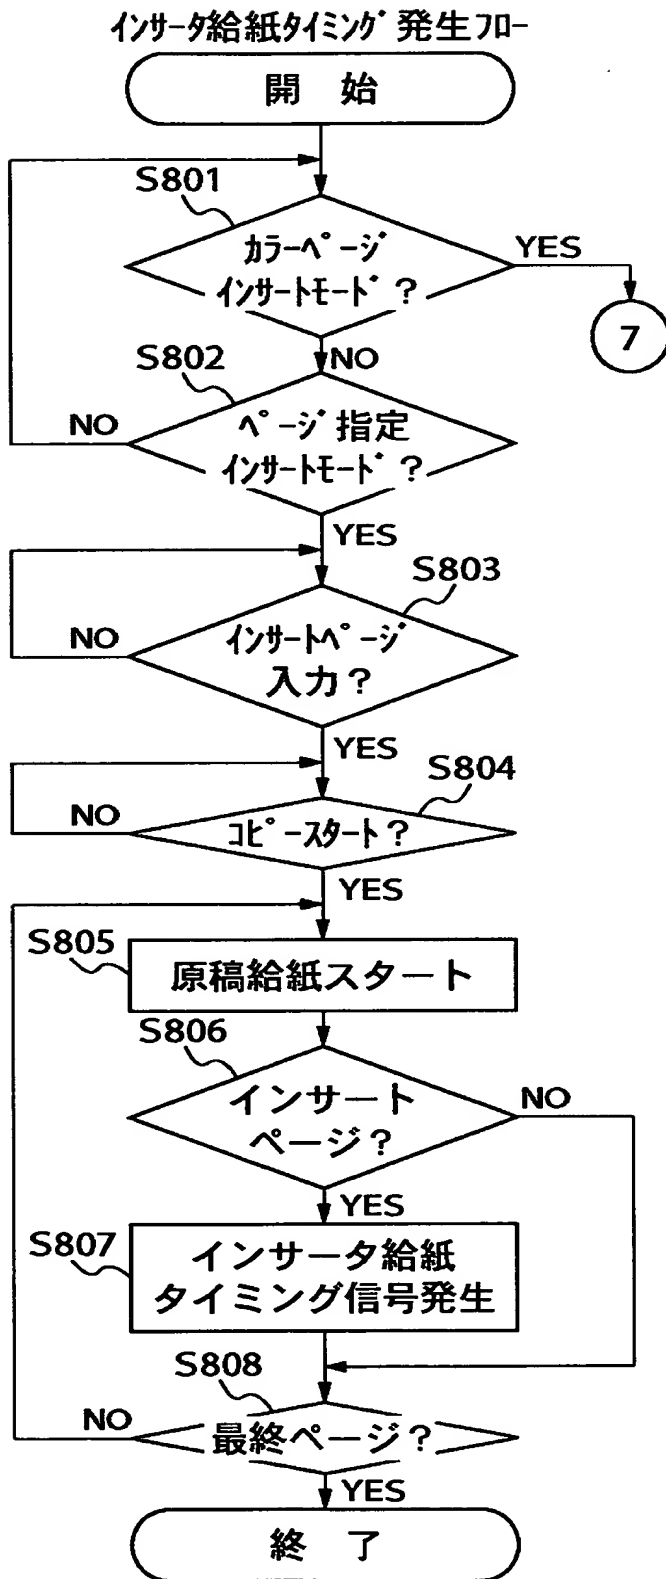 インサータ給紙タイミング発生フロー
開 始
S801
カラーページ
インサートモード?
YES
7
NO
S802
ページ指定
インサートモード?
NO
YES
S803
インサートページ
入力?
NO
YES
S804
コピースタート?
NO
YES
S805
原稿給紙スタート
S806
インサート
ページ?
NO
YES
S807
インサータ給紙
タイミング信号発生
S808
最終ページ?
NO
YES
終 了